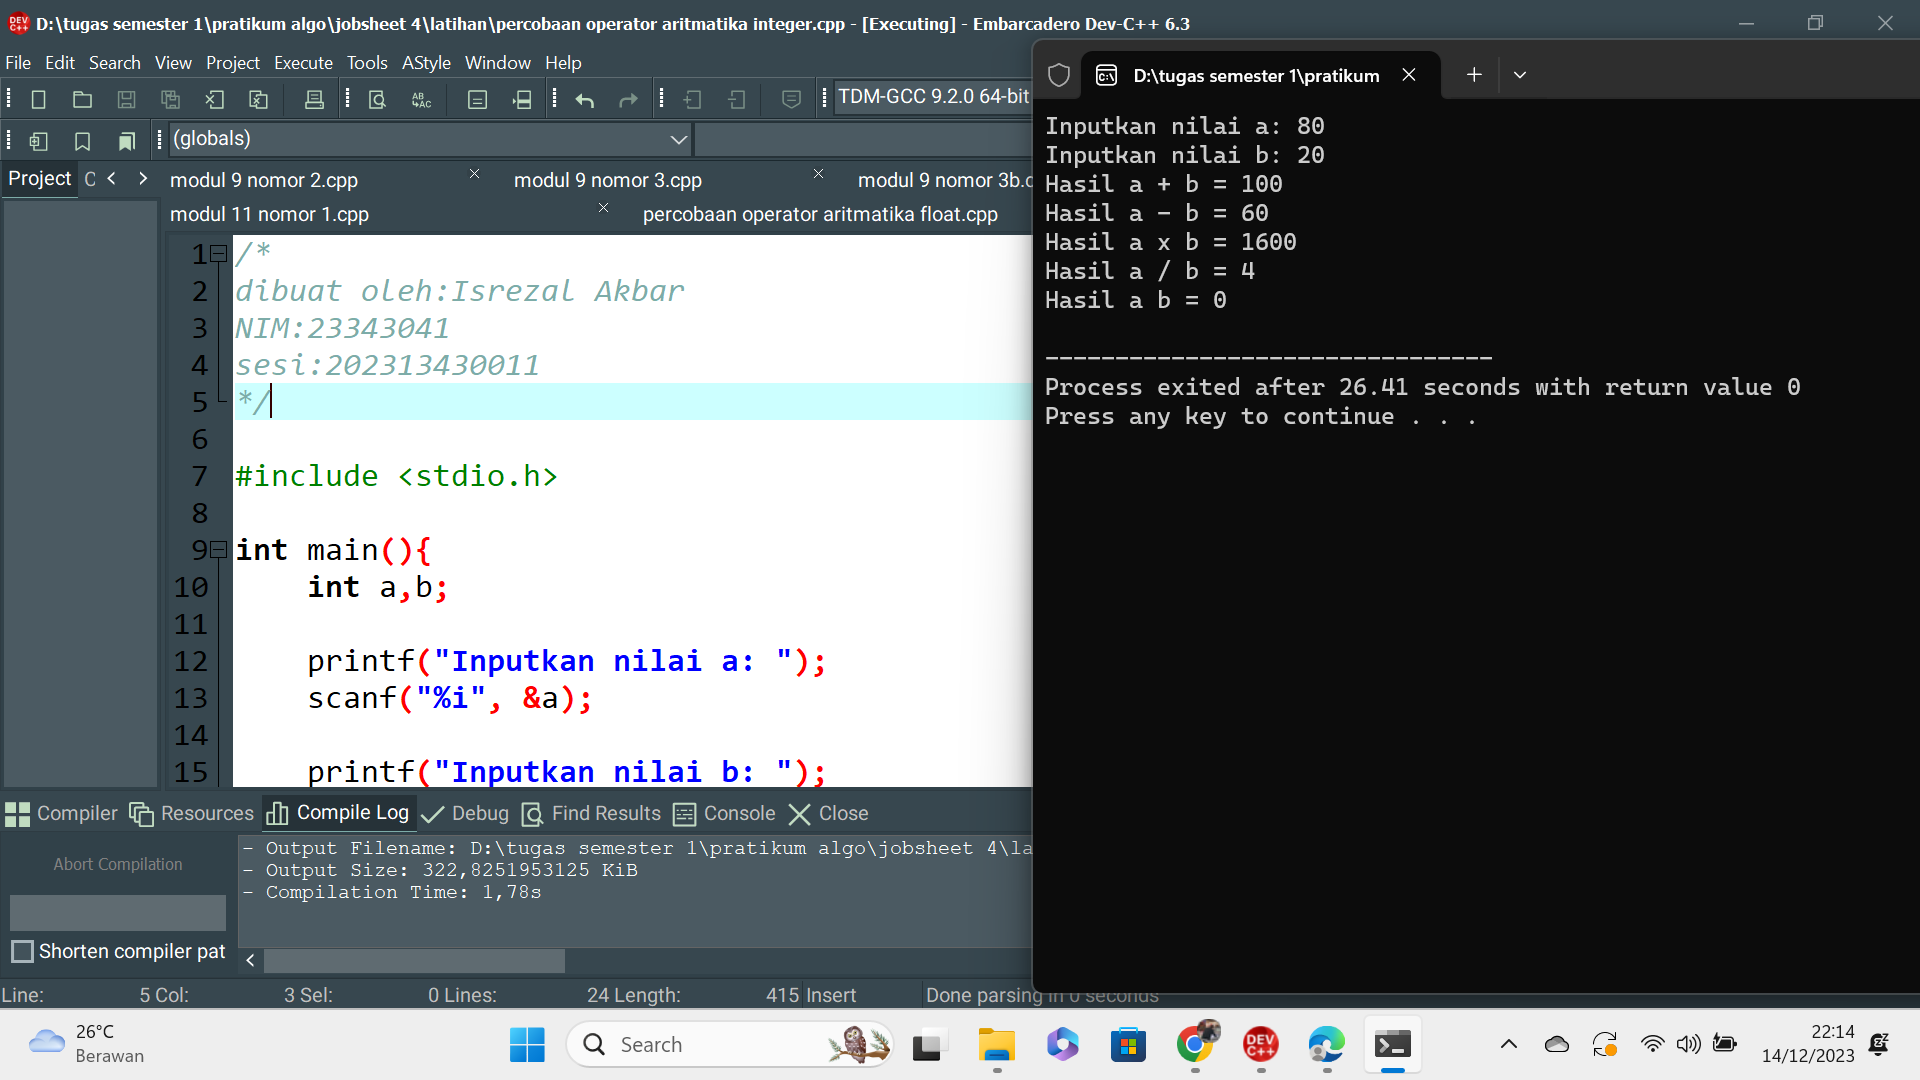 D:\tugas semester 1\pratikum algo\jobsheet 4\latihan\percobaan operator aritmatika integer.cpp - [Executing] - Embarcadero Dev-C++ 6.3
File Edit Search View Project Execute Tools AStyle Window Help
TDM-GCC 9.2.0 64-bit
(globals)
Project
modul 9 nomor 2.cpp
modul 9 nomor 3.cpp
modul 9 nomor 3b.c
modul 11 nomor 1.cpp
percobaan operator aritmatika float.cpp
1 /*
2 dibuat oleh:Isrezal Akbar
3 NIM:23343041
4 sesi:202313430011
5 */
6
7 #include <stdio.h>
8
9 int main(){
10 int a,b;
11
12 printf("Inputkan nilai a: ");
13 scanf("%i", &a);
14
15 printf("Inputkan nilai b: ");
D:\tugas semester 1\pratikum
Inputkan nilai a: 80
Inputkan nilai b: 20
Hasil a + b = 100
Hasil a - b = 60
Hasil a x b = 1600
Hasil a / b = 4
Hasil a b = 0
--------------------------------
Process exited after 26.41 seconds with return value 0
Press any key to continue . . .
Compiler Resources Compile Log Debug Find Results Console Close
Abort Compilation
Shorten compiler pat
- Output Filename: D:\tugas semester 1\pratikum algo\jobsheet 4\la
- Output Size: 322,8251953125 KiB
- Compilation Time: 1,78s
Line: 5 Col: 3 Sel: 0 Lines: 24 Length: 415 Insert Done parsing in 0 seconds
26°C
Berawan
Search
DEV C++
22:14
14/12/2023